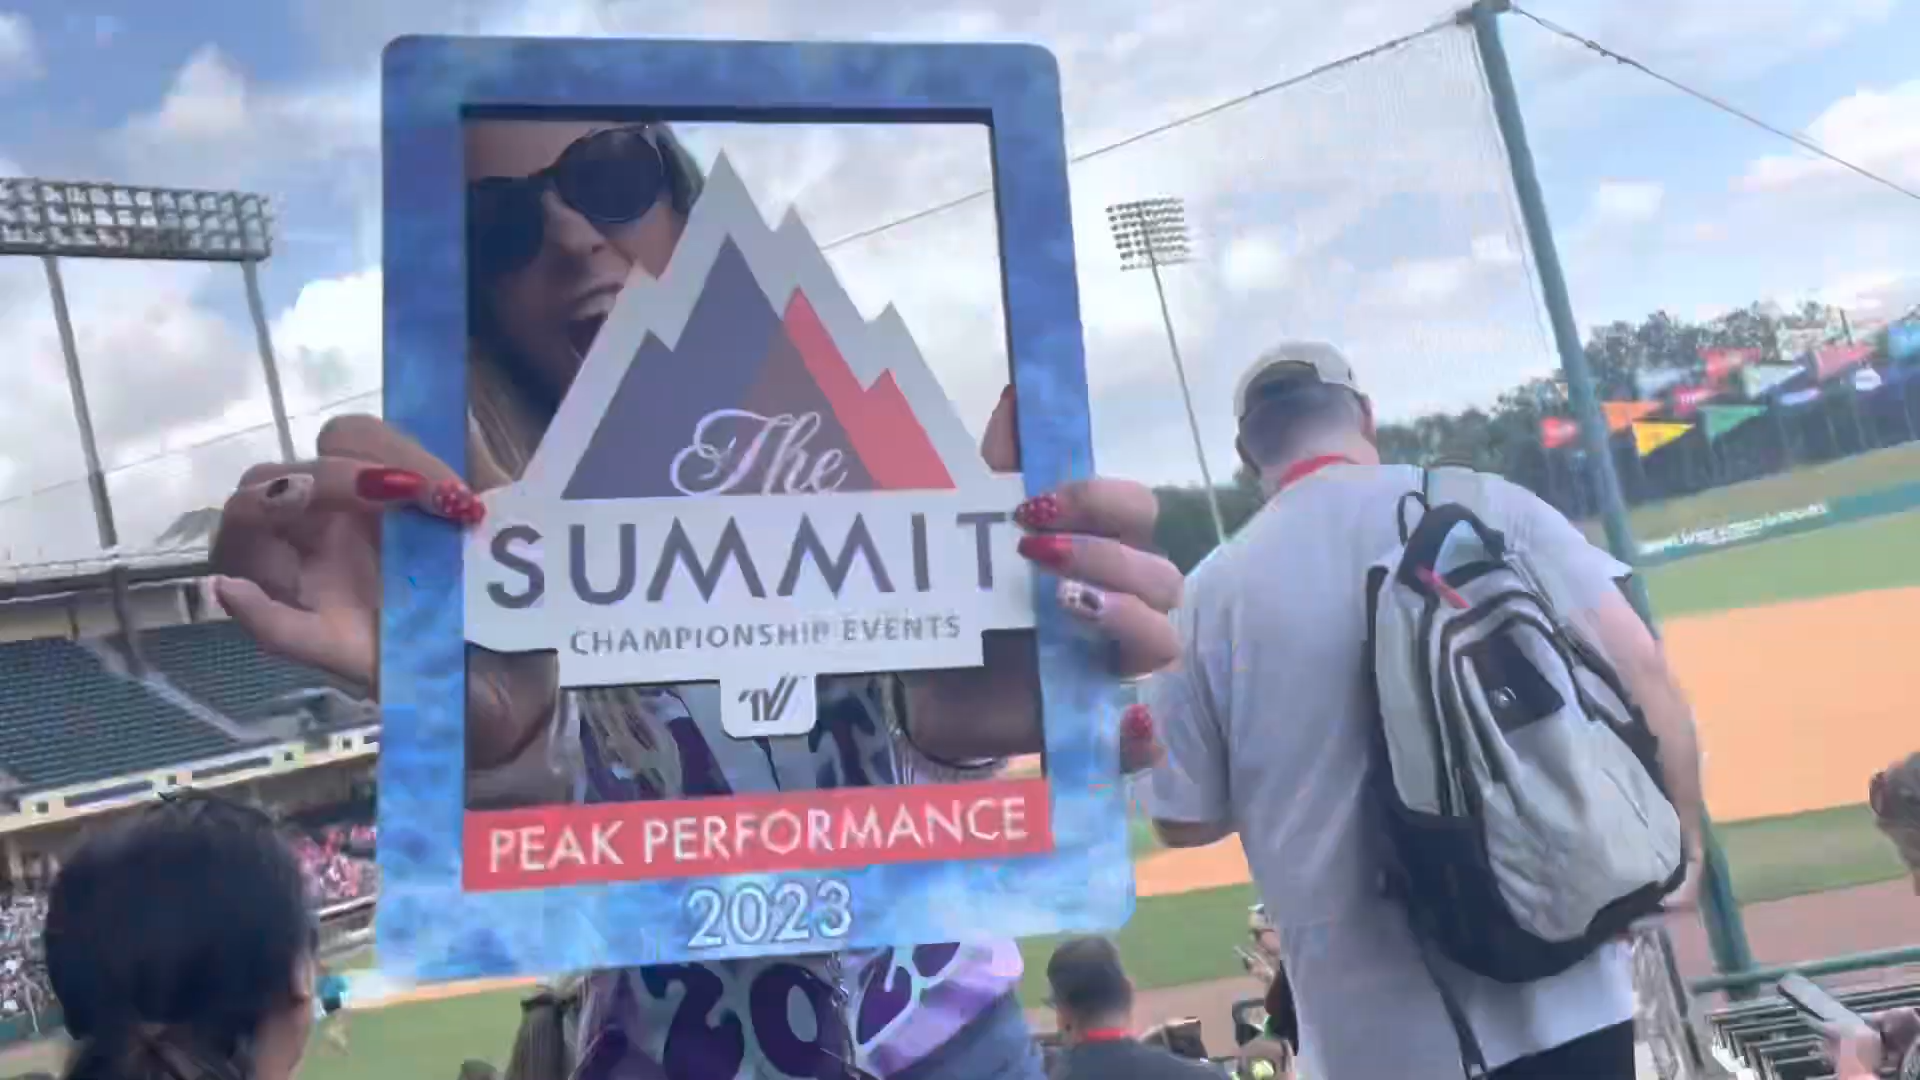 The
SUMMIT
CHAMPIONSHIP EVENTS
PEAK PERFORMANCE
2023